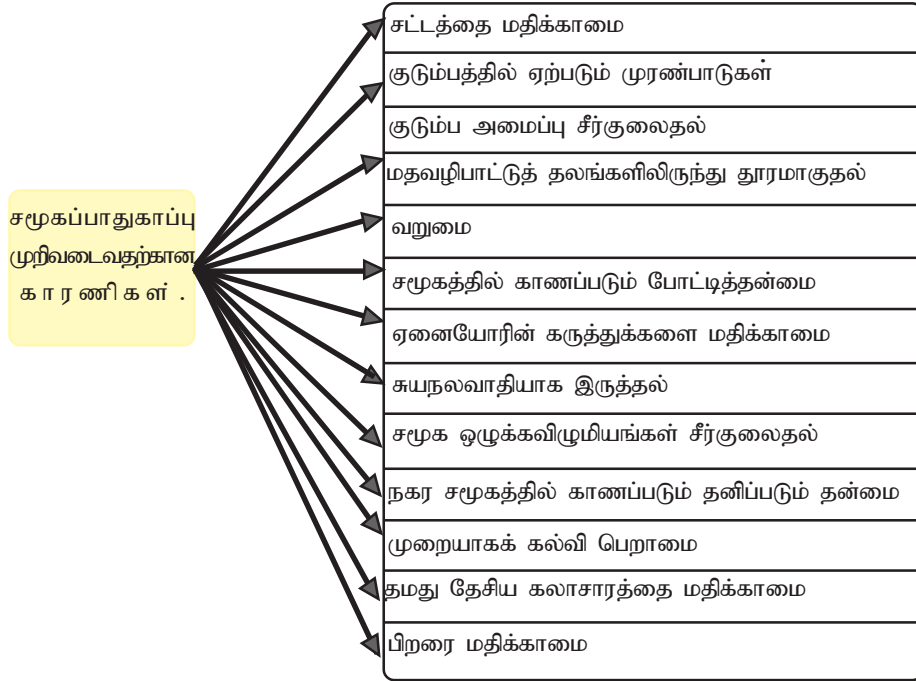 சமூகப்பாதுகாப்பு
முறிவடைவதற்கான
காரணிகள்.
சட்டத்தை மதிக்காமை
குடும்பத்தில் ஏற்படும் முரண்பாடுகள்
குடும்ப அமைப்பு சீர்குலைதல்
மதவழிபாட்டுத் தலங்களிலிருந்து தூரமாகுதல்
வறுமை
சமூகத்தில் காணப்படும் போட்டித்தன்மை
ஏனையோரின் கருத்துக்களை மதிக்காமை
சுயநலவாதியாக இருத்தல்
சமூக ஒழுக்கவிழுமியங்கள் சீர்குலைதல்
நகர சமூகத்தில் காணப்படும் தனிப்படும் தன்மை
முறையாகக் கல்வி பெறாமை
தமது தேசிய கலாசாரத்தை மதிக்காமை
பிறரை மதிக்காமை